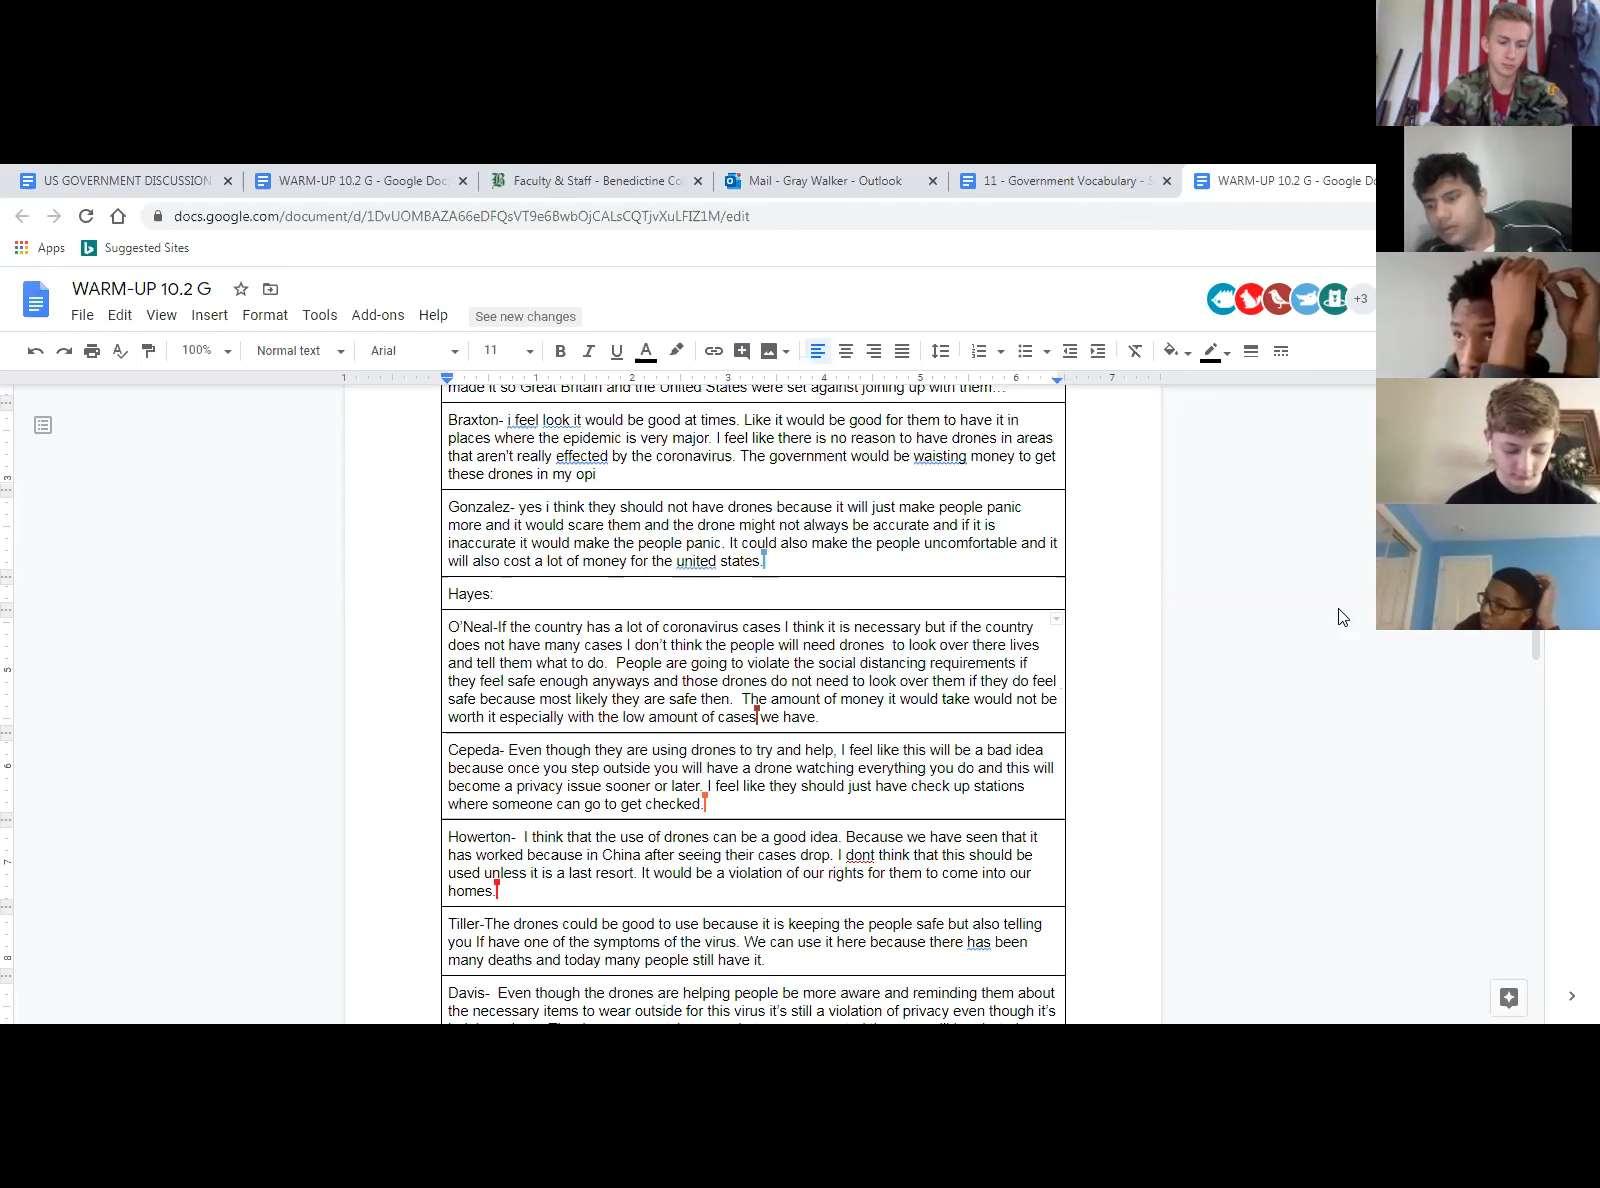 US GOVERNMENT DISCUSSION
WARM-UP 10.2 G - Google Doc
Faculty & Staff - Benedictine Co
Mail - Gray Walker - Outlook
11 - Government Vocabulary - S
WARM-UP 10.2 G - Google D
docs.google.com/document/d/1DvUOMBAZA66eDFQsVT9e6BwbOjCALsCQTjvXuLFIZ1M/edit
Apps Suggested Sites
WARM-UP 10.2 G
+3
File Edit View Insert Format Tools Add-ons Help See new changes
100% Normal text Arial 11 B I U A
1 1 2 3 4 5 6 7
made it so Great Britain and the United States were set against joining up with them...
Braxton- i feel look it would be good at times. Like it would be good for them to have it in
places where the epidemic is very major. I feel like there is no reason to have drones in areas
that aren't really effected by the coronavirus. The government would be waisting money to get
these drones in my opi
Gonzalez- yes i think they should not have drones because it will just make people panic
more and it would scare them and the drone might not always be accurate and if it is
inaccurate it would make the people panic. It could also make the people uncomfortable and it
will also cost a lot of money for the united states.
Hayes:
O'Neal-If the country has a lot of coronavirus cases I think it is necessary but if the country
does not have many cases I don't think the people will need drones  to look over there lives
and tell them what to do.  People are going to violate the social distancing requirements if
they feel safe enough anyways and those drones do not need to look over them if they do feel
safe because most likely they are safe then.  The amount of money it would take would not be
worth it especially with the low amount of cases we have.
Cepeda- Even though they are using drones to try and help, I feel like this will be a bad idea
because once you step outside you will have a drone watching everything you do and this will
become a privacy issue sooner or later. I feel like they should just have check up stations
where someone can go to get checked.
Howerton-  I think that the use of drones can be a good idea. Because we have seen that it
has worked because in China after seeing their cases drop. I dont think that this should be
used unless it is a last resort. It would be a violation of our rights for them to come into our
homes.
Tiller-The drones could be good to use because it is keeping the people safe but also telling
you If have one of the symptoms of the virus. We can use it here because there has been
many deaths and today many people still have it.
Davis-  Even though the drones are helping people be more aware and reminding them about
the necessary items to wear outside for this virus it's still a violation of privacy even though it's